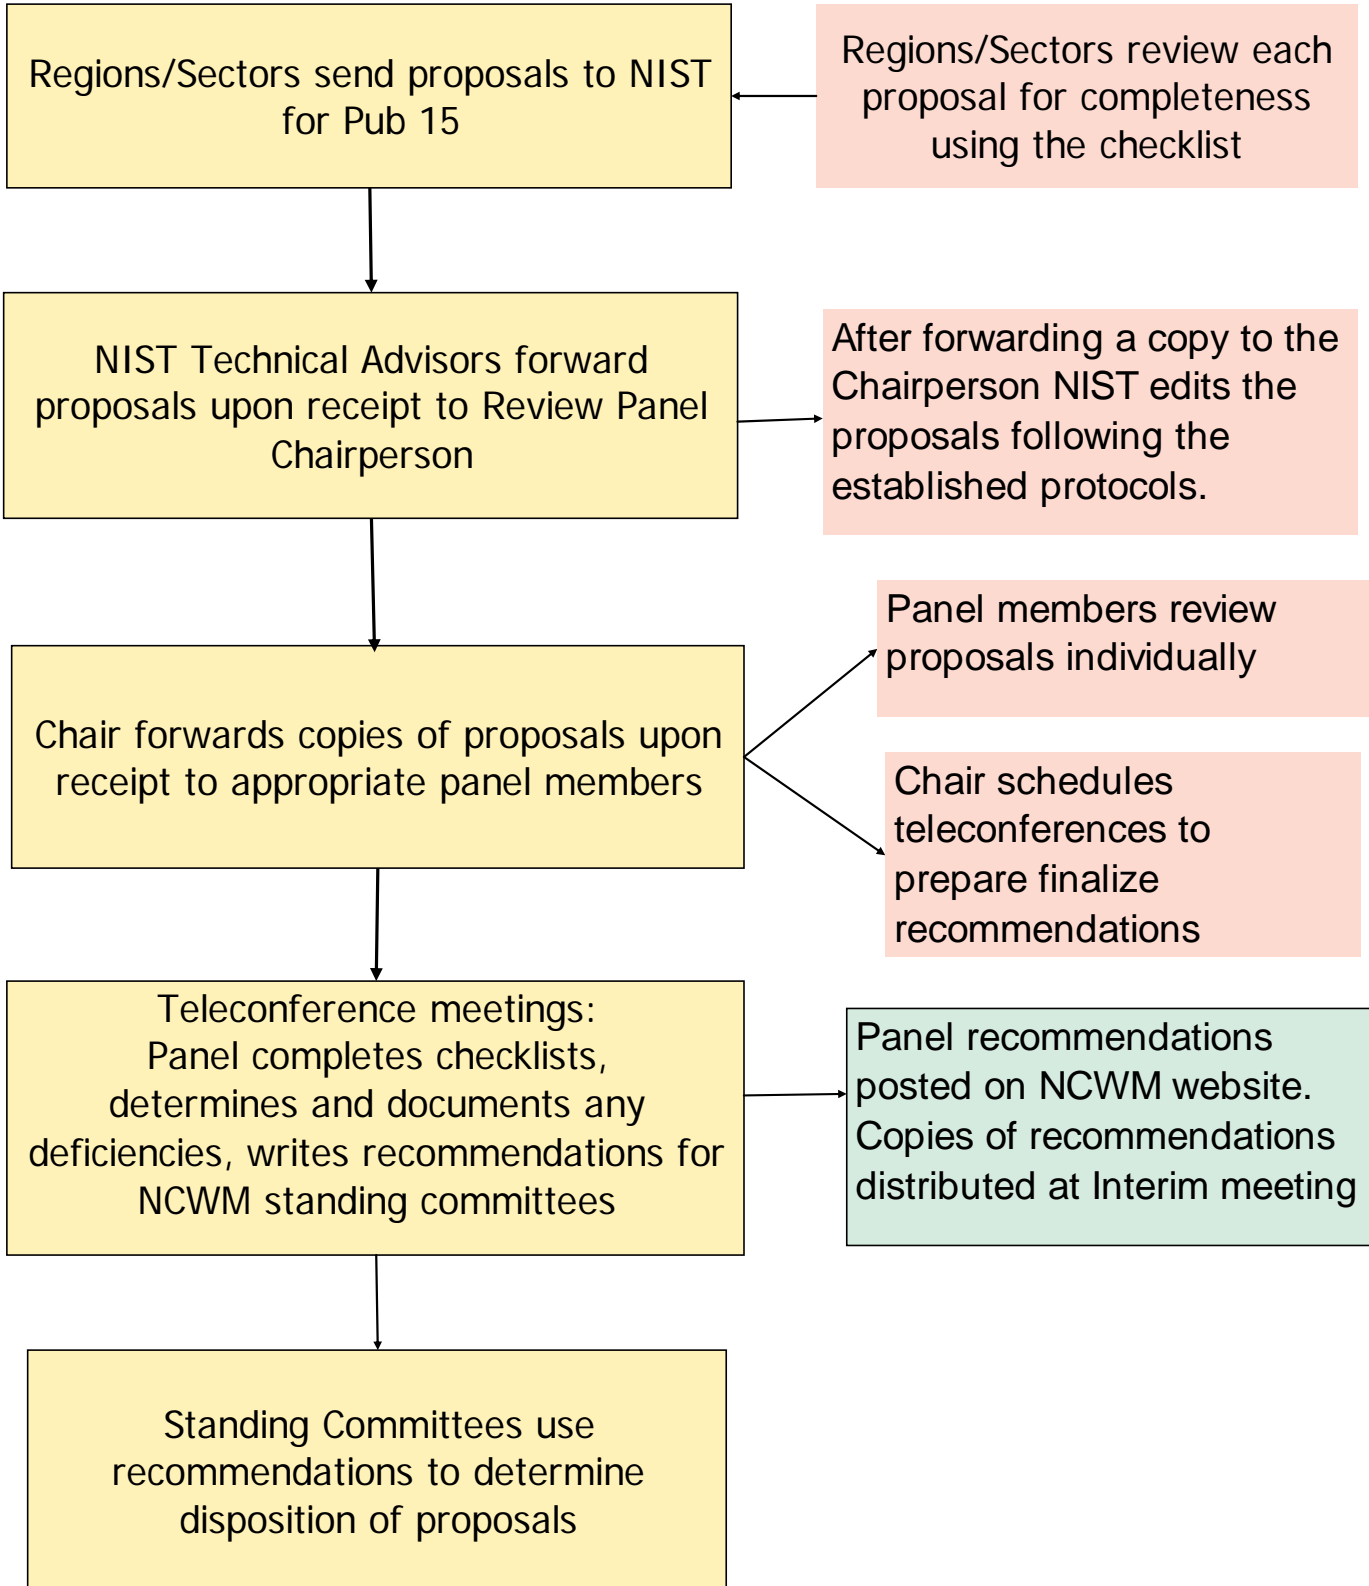 Regions/Sectors send proposals to NIST
for Pub 15
Regions/Sectors review each
proposal for completeness
using the checklist
NIST Technical Advisors forward
proposals upon receipt to Review Panel
Chairperson
After forwarding a copy to the
Chairperson NIST edits the
proposals following the
established protocols.
Chair forwards copies of proposals upon
receipt to appropriate panel members
Panel members review
proposals individually
Chair schedules
teleconferences to
prepare finalize
recommendations
Teleconference meetings:
Panel completes checklists,
determines and documents any
deficiencies, writes recommendations for
NCWM standing committees
Panel recommendations
posted on NCWM website.
Copies of recommendations
distributed at Interim meeting
Standing Committees use
recommendations to determine
disposition of proposals